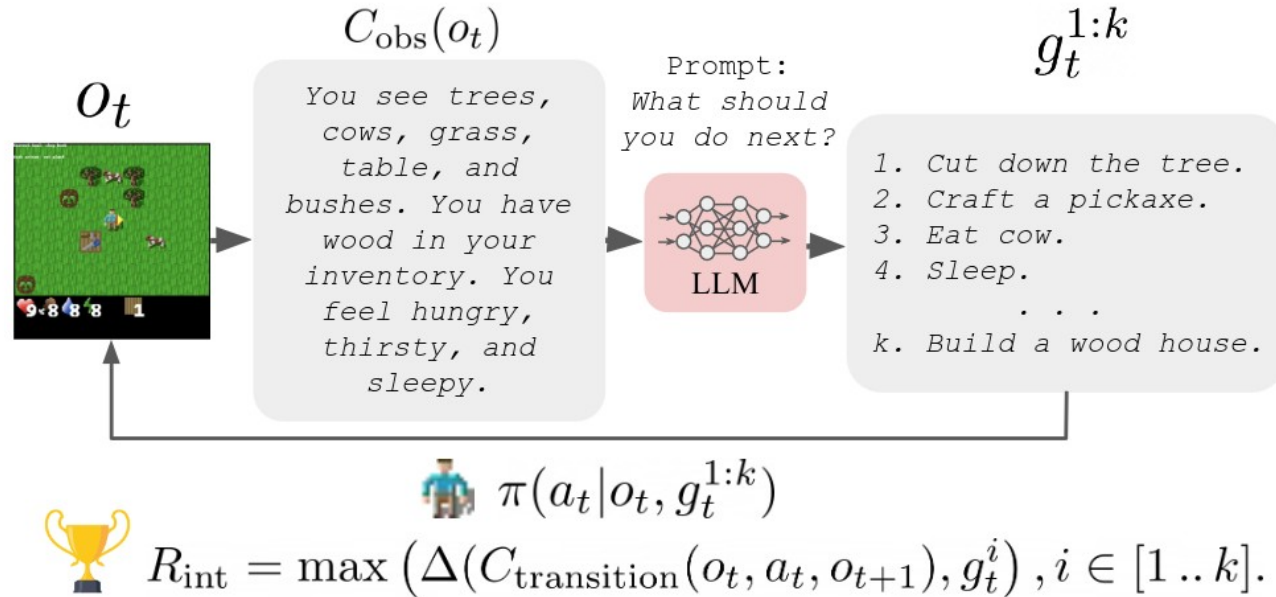 C_obs(o_t)
g_t^{1:k}
o_t
Prompt:
What should
you do next?
You see trees,
cows, grass,
table, and
bushes. You have
wood in your
inventory. You
feel hungry,
thirsty, and
sleepy.
LLM
1. Cut down the tree.
2. Craft a pickaxe.
3. Eat cow.
4. Sleep.
. . .
k. Build a wood house.
9 8 8 8 1
π(a_t|o_t, g_t^{1:k})
R_int = max (Δ(C_transition(o_t, a_t, o_{t+1}), g_t^i) , i ∈ [1 .. k].